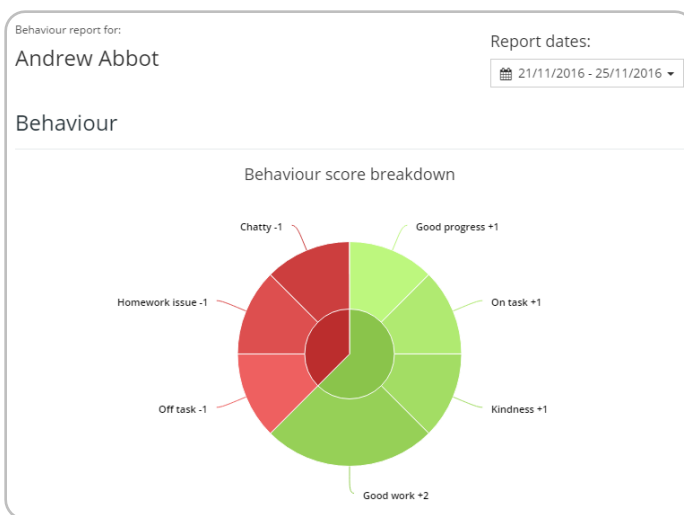 Behaviour report for:
Andrew Abbot
Report dates:
21/11/2016 - 25/11/2016
Behaviour
Behaviour score breakdown
Chatty -1
Good progress +1
Homework issue -1
On task +1
Off task -1
Kindness +1
Good work +2